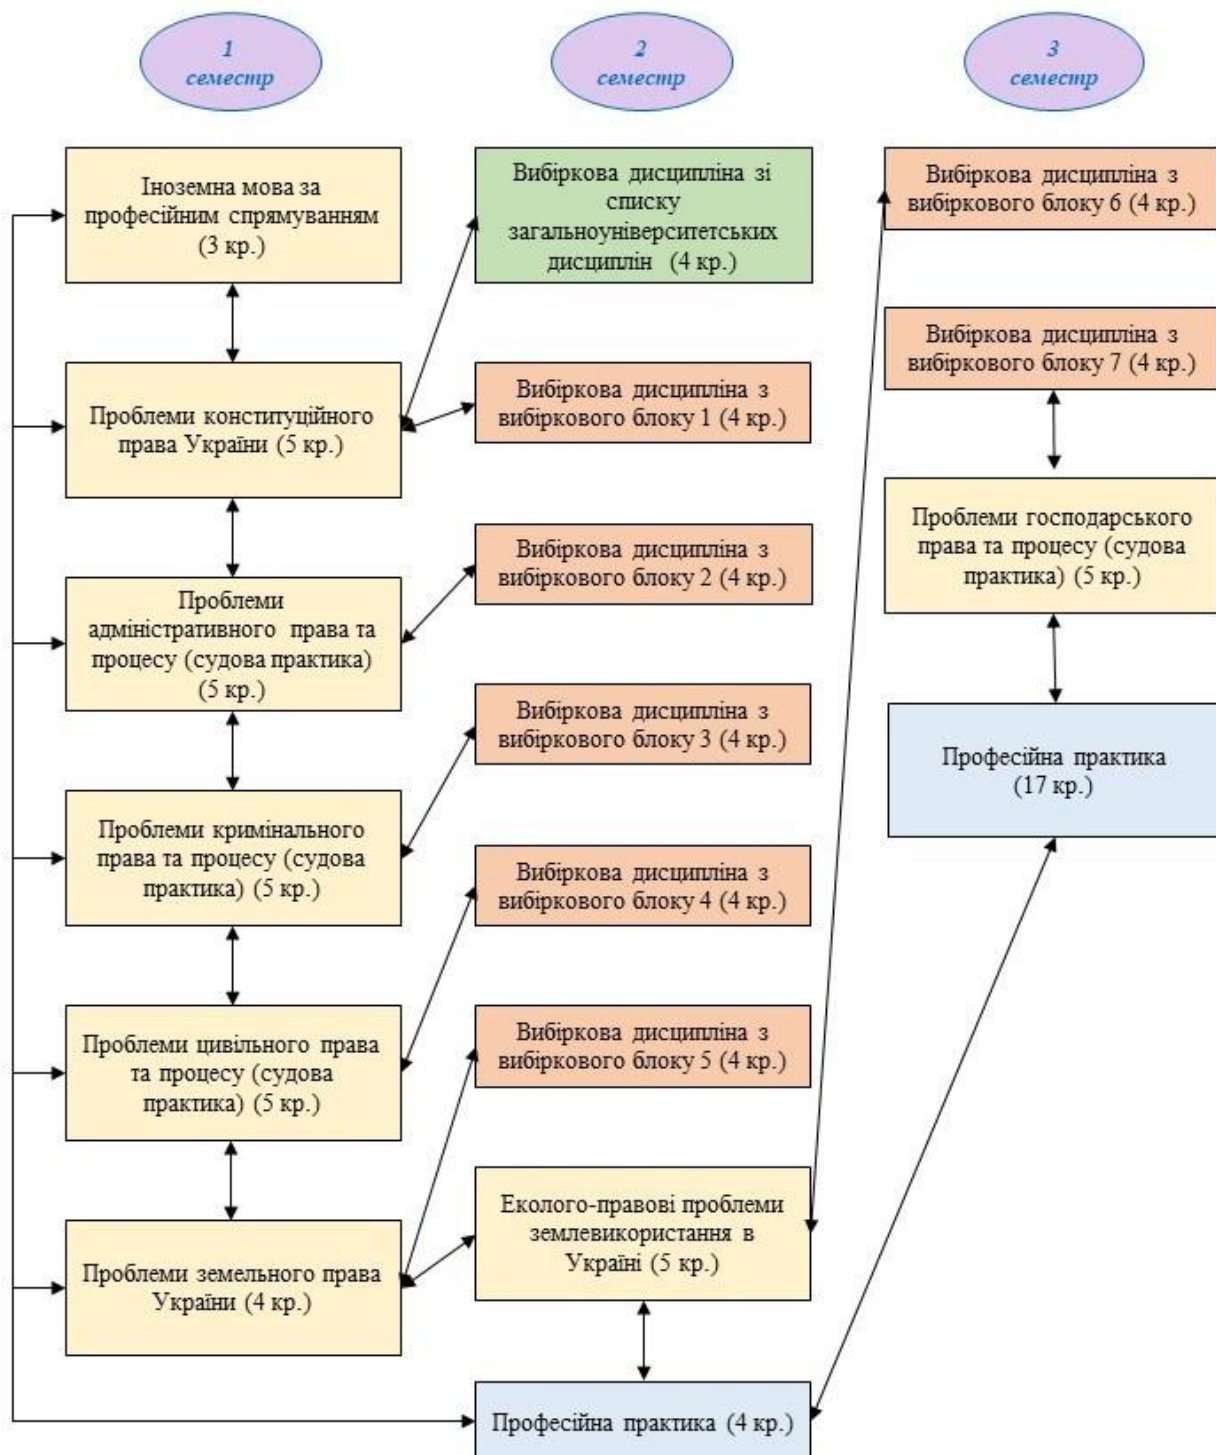 1
семестр
2
семестр
3
семестр
Іноземна мова за
професійним спрямуванням
(3 кр.)
Проблеми конституційного
права України (5 кр.)
Проблеми
адміністративного права та
процесу (судова практика)
(5 кр.)
Проблеми кримінального
права та процесу (судова
практика) (5 кр.)
Проблеми цивільного права
та процесу (судова
практика) (5 кр.)
Проблеми земельного права
України (4 кр.)
Вибіркова дисципліна зі
списку
загальноуніверситетських
дисциплін (4 кр.)
Вибіркова дисципліна з
вибіркового блоку 1 (4 кр.)
Вибіркова дисципліна з
вибіркового блоку 2 (4 кр.)
Вибіркова дисципліна з
вибіркового блоку 3 (4 кр.)
Вибіркова дисципліна з
вибіркового блоку 4 (4 кр.)
Вибіркова дисципліна з
вибіркового блоку 5 (4 кр.)
Еколого-правові проблеми
землевикористання в
Україні (5 кр.)
Професійна практика (4 кр.)
Вибіркова дисципліна з
вибіркового блоку 6 (4 кр.)
Вибіркова дисципліна з
вибіркового блоку 7 (4 кр.)
Проблеми господарського
права та процесу (судова
практика) (5 кр.)
Професійна практика
(17 кр.)